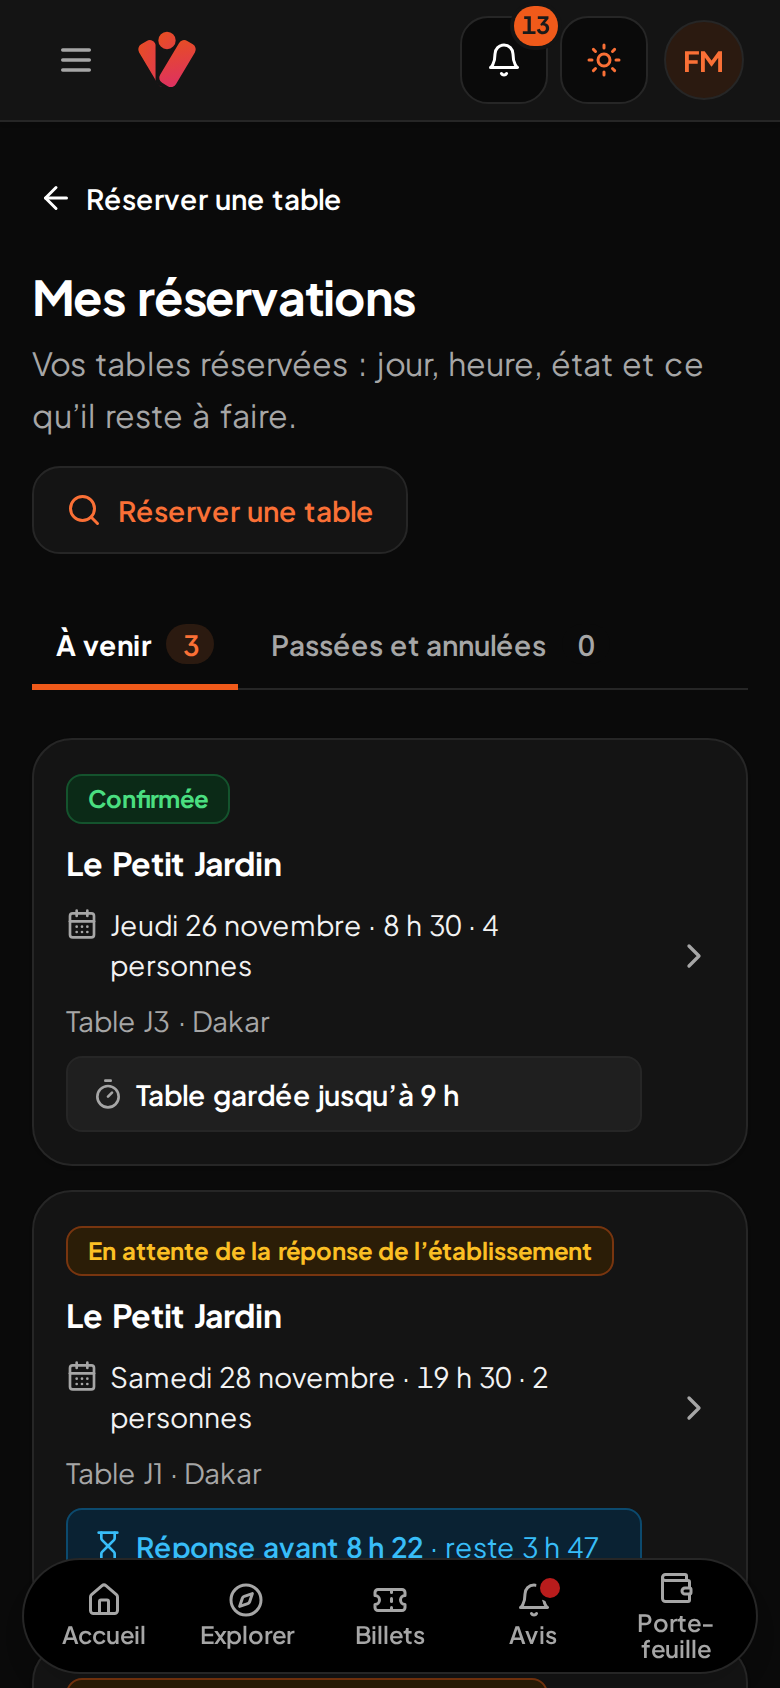 13
FM
Réserver une table
Mes réservations
Vos tables réservées : jour, heure, état et ce
qu’il reste à faire.
Réserver une table
À venir 3 Passées et annulées 0
Confirmée
Le Petit Jardin
Jeudi 26 novembre · 8 h 30 · 4
personnes
Table J3 · Dakar
Table gardée jusqu’à 9 h
En attente de la réponse de l’établissement
Le Petit Jardin
Samedi 28 novembre · 19 h 30 · 2
personnes
Table J1 · Dakar
Réponse avant 8 h 22 · reste 3 h 47
Accueil
Explorer
Billets
Avis
Porte-
feuille